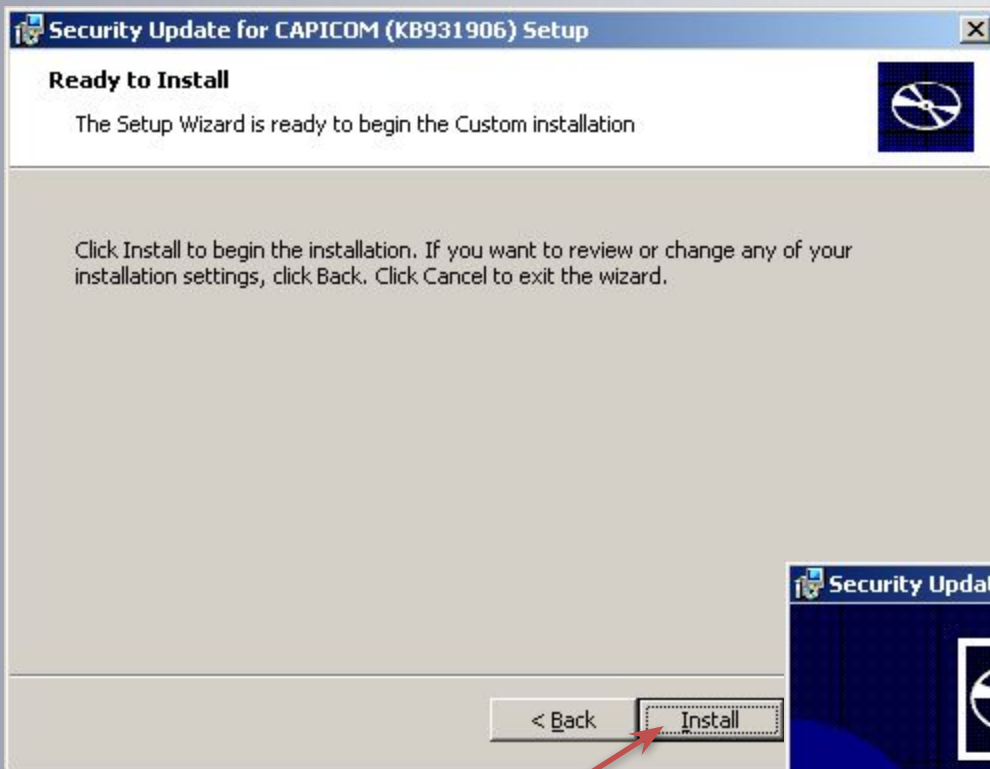 Security Update for CAPICOM (KB931906) Setup
Ready to Install
The Setup Wizard is ready to begin the Custom installation
Click Install to begin the installation. If you want to review or change any of your
installation settings, click Back. Click Cancel to exit the wizard.
< Back Install
Security